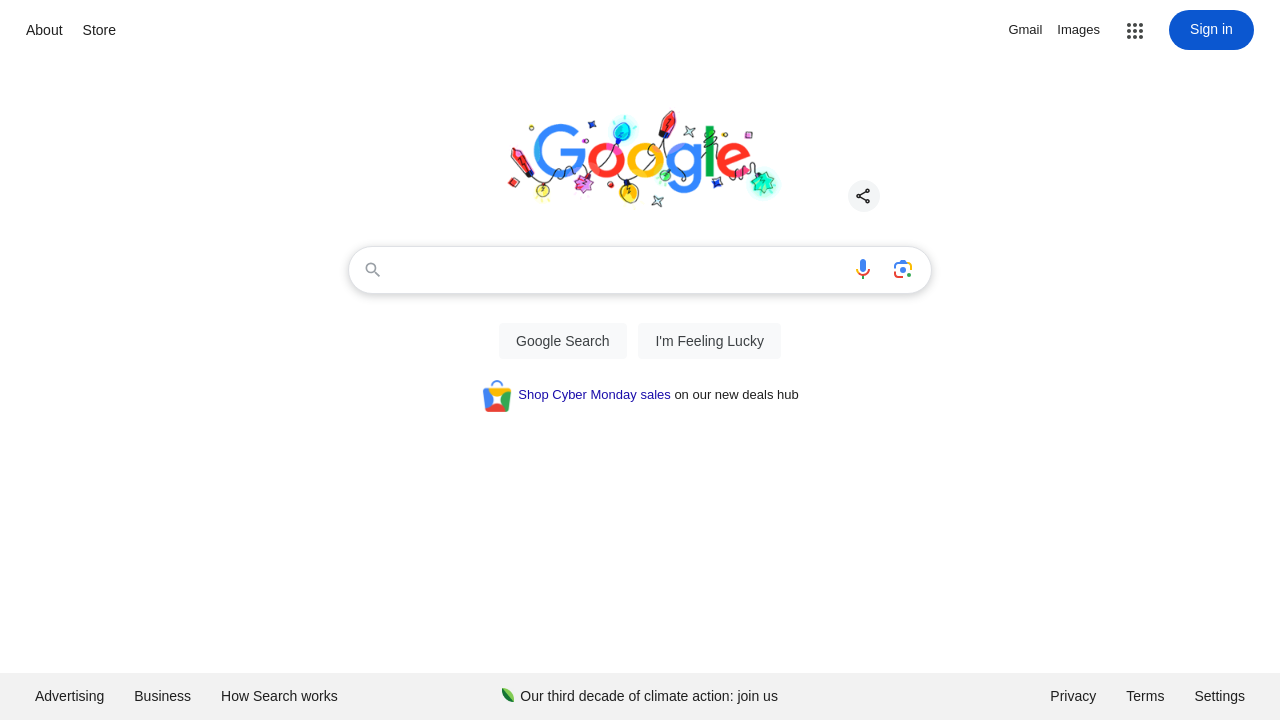 About Store Gmail Images Sign in
Google
Google Search I'm Feeling Lucky
Shop Cyber Monday sales on our new deals hub
Advertising Business How Search works Our third decade of climate action: join us Privacy Terms Settings